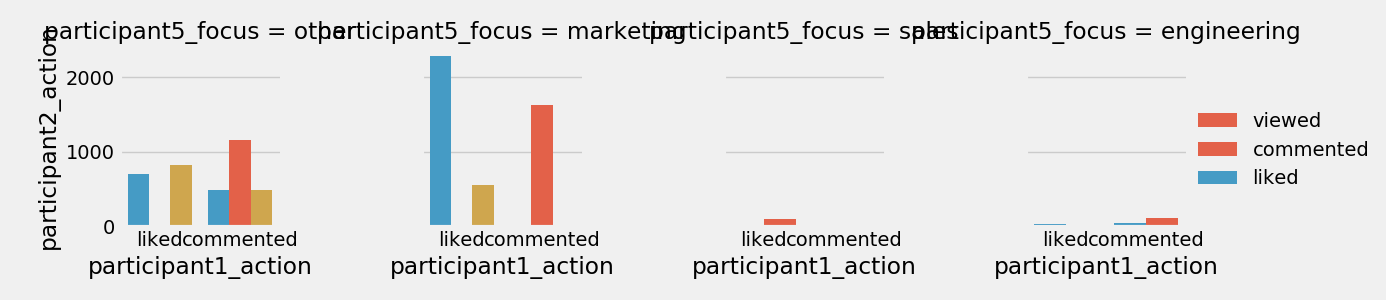 participant5_focus = other
participant5_focus = marketing
participant5_focus = sales
participant5_focus = engineering
participant2_action
2000
1000
0
viewed
commented
liked
liked commented
liked commented
liked commented
liked commented
participant1_action
participant1_action
participant1_action
participant1_action